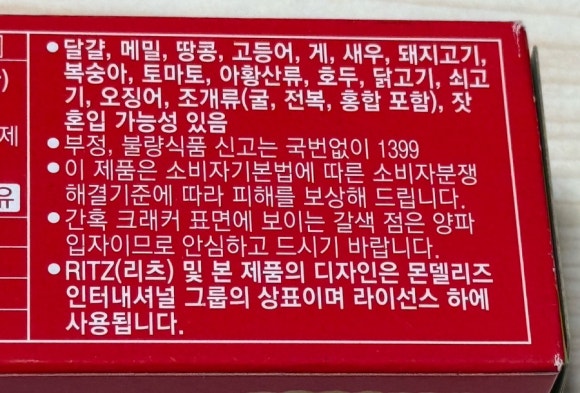 • 달걀, 메밀, 땅콩, 고등어, 게, 새우, 돼지고기,
복숭아, 토마토, 아황산류, 호두, 닭고기, 쇠고
기, 오징어, 조개류(굴, 전복, 홍합 포함), 잣
혼입 가능성 있음
• 부정, 불량식품 신고는 국번없이 1399
• 이 제품은 소비자기본법에 따른 소비자분쟁
해결기준에 따라 피해를 보상해 드립니다.
• 간혹 크래커 표면에 보이는 갈색 점은 양파
입자이므로 안심하고 드시기 바랍니다.
• RITZ(리츠) 및 본 제품의 디자인은 몬델리즈
인터내셔널 그룹의 상표이며 라이선스 하에
사용됩니다.
제
유